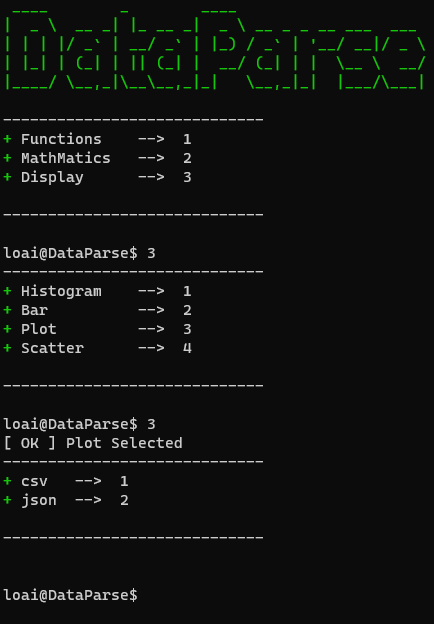 DataParse
-----------------------------
+ Functions    -->  1
+ MathMatics   -->  2
+ Display      -->  3
-----------------------------
loai@DataParse$ 3
-----------------------------
+ Histogram    -->  1
+ Bar          -->  2
+ Plot         -->  3
+ Scatter      -->  4
-----------------------------
loai@DataParse$ 3
[ OK ] Plot Selected
-----------------------------
+ csv   -->  1
+ json  -->  2
-----------------------------
loai@DataParse$